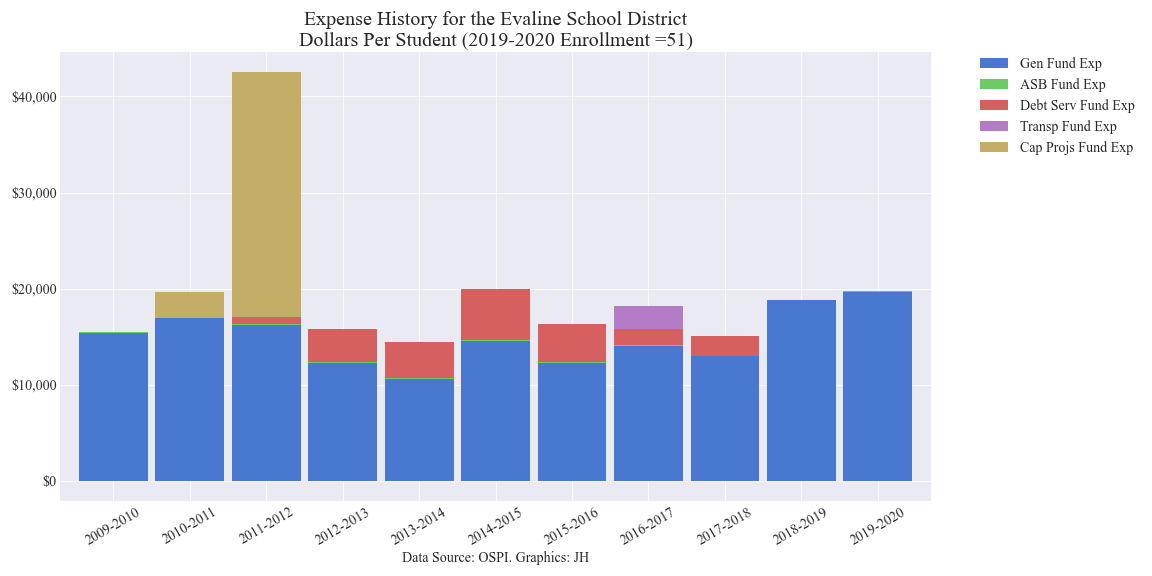 Expense History for the Evaline School District
Dollars Per Student (2019-2020 Enrollment =51)
$40,000
$30,000
$20,000
$10,000
$0
2009-2010
2010-2011
2011-2012
2012-2013
2013-2014
2014-2015
2015-2016
2016-2017
2017-2018
2018-2019
2019-2020
Data Source: OSPI. Graphics: JH
Gen Fund Exp
ASB Fund Exp
Debt Serv Fund Exp
Transp Fund Exp
Cap Projs Fund Exp